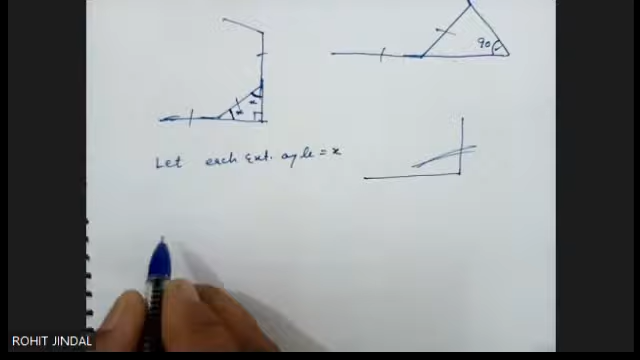 90
x
x
Let each ext. angle = x
ROHIT JINDAL